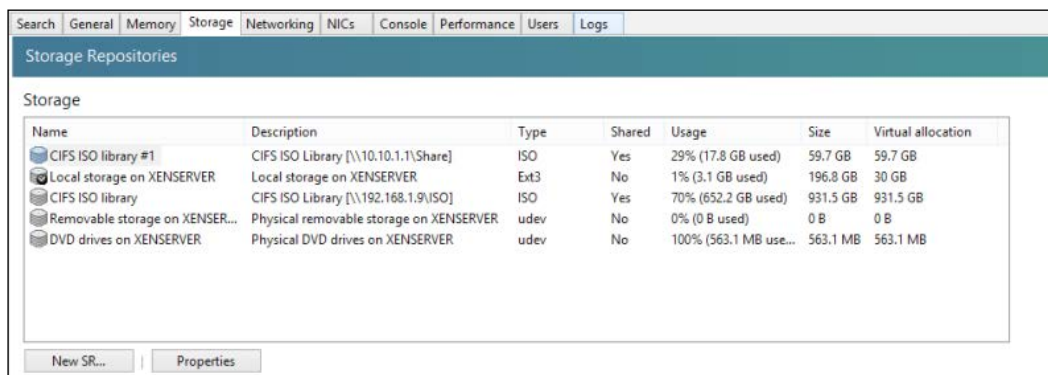 Search General Memory Storage Networking NICs Console Performance Users Logs
Storage Repositories
Storage
Name Description Type Shared Usage Size Virtual allocation
CIFS ISO library #1 CIFS ISO Library [\\10.10.1.1\Share] ISO Yes 29% (17.8 GB used) 59.7 GB 59.7 GB
Local storage on XENSERVER Local storage on XENSERVER Ext3 No 1% (3.1 GB used) 196.8 GB 30 GB
CIFS ISO library CIFS ISO Library [\\192.168.1.9\ISO] ISO Yes 70% (652.2 GB used) 931.5 GB 931.5 GB
Removable storage on XENSER... Physical removable storage on XENSERVER udev No 0% (0 B used) 0 B 0 B
DVD drives on XENSERVER Physical DVD drives on XENSERVER udev No 100% (563.1 MB use... 563.1 MB 563.1 MB
New SR... | Properties